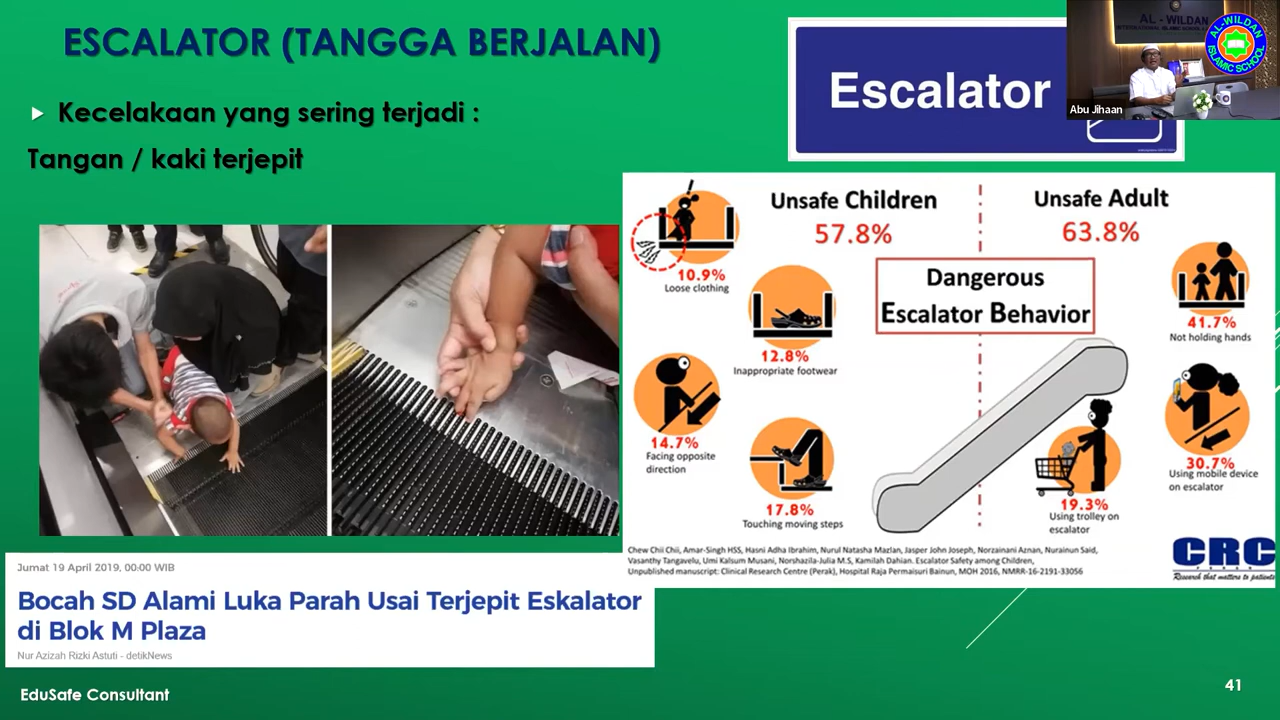 ESCALATOR (TANGGA BERJALAN)
Kecelakaan yang sering terjadi :
Tangan / kaki terjepit
Escalator
AL - WILDAN
AL-WILDAN
ISLAMIC SCHOOL
Abu Jihaan
Unsafe Children
57.8%
Unsafe Adult
63.8%
Dangerous
Escalator Behavior
10.9%
Loose clothing
12.8%
Inappropriate footwear
14.7%
Facing opposite
direction
17.8%
Touching moving steps
41.7%
Not holding hands
30.7%
Using mobile device
on escalator
19.3%
Using trolley on
escalator
Chew Chii Chii, Amar-Singh HSS, Hasni Adha Ibrahim, Nurul Natasha Mazlan, Jasper John Joseph, Norzainani Aznan, Nurainun Said,
Vasanthy Tangavelu, Umi Kalsum Musani, Norshazila-Julia M.S, Kamilah Dahian. Escalator Safety among Children,
Unpublished manuscript: Clinical Research Centre (Perak), Hospital Raja Permaisuri Bainun, MOH 2016, NMRR-16-2191-33056
CRC
Research that matters to patients
Jumat 19 April 2019, 00:00 WIB
Bocah SD Alami Luka Parah Usai Terjepit Eskalator
di Blok M Plaza
Nur Azizah Rizki Astuti - detikNews
EduSafe Consultant
41